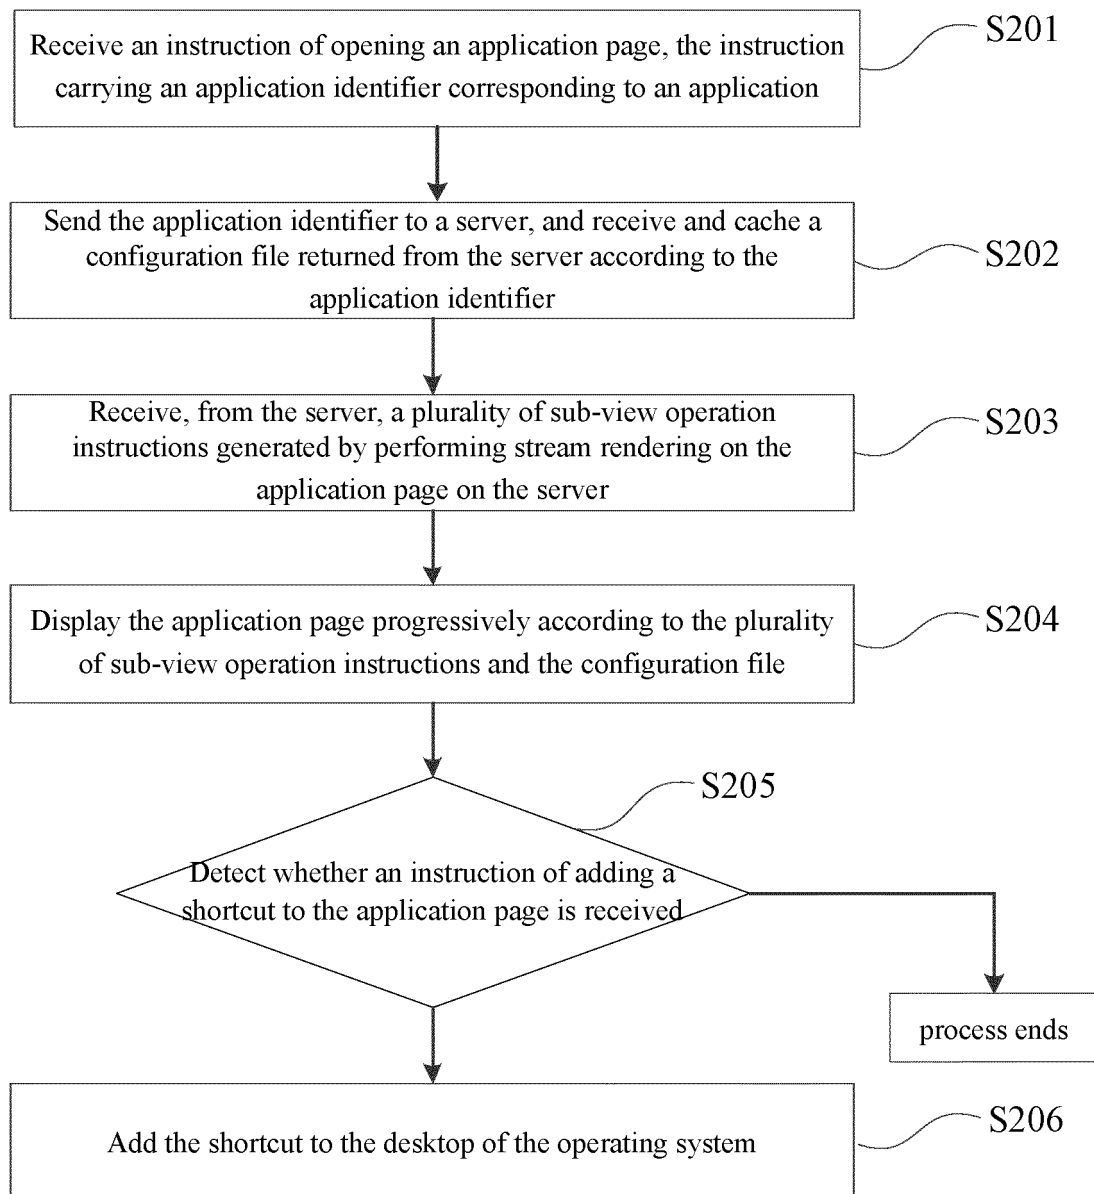 Receive an instruction of opening an application page, the instruction
carrying an application identifier corresponding to an application
S201
Send the application identifier to a server, and receive and cache a
configuration file returned from the server according to the
application identifier
S202
Receive, from the server, a plurality of sub-view operation
instructions generated by performing stream rendering on the
application page on the server
S203
Display the application page progressively according to the plurality
of sub-view operation instructions and the configuration file
S204
S205
Detect whether an instruction of adding a
shortcut to the application page is received
process ends
Add the shortcut to the desktop of the operating system
S206